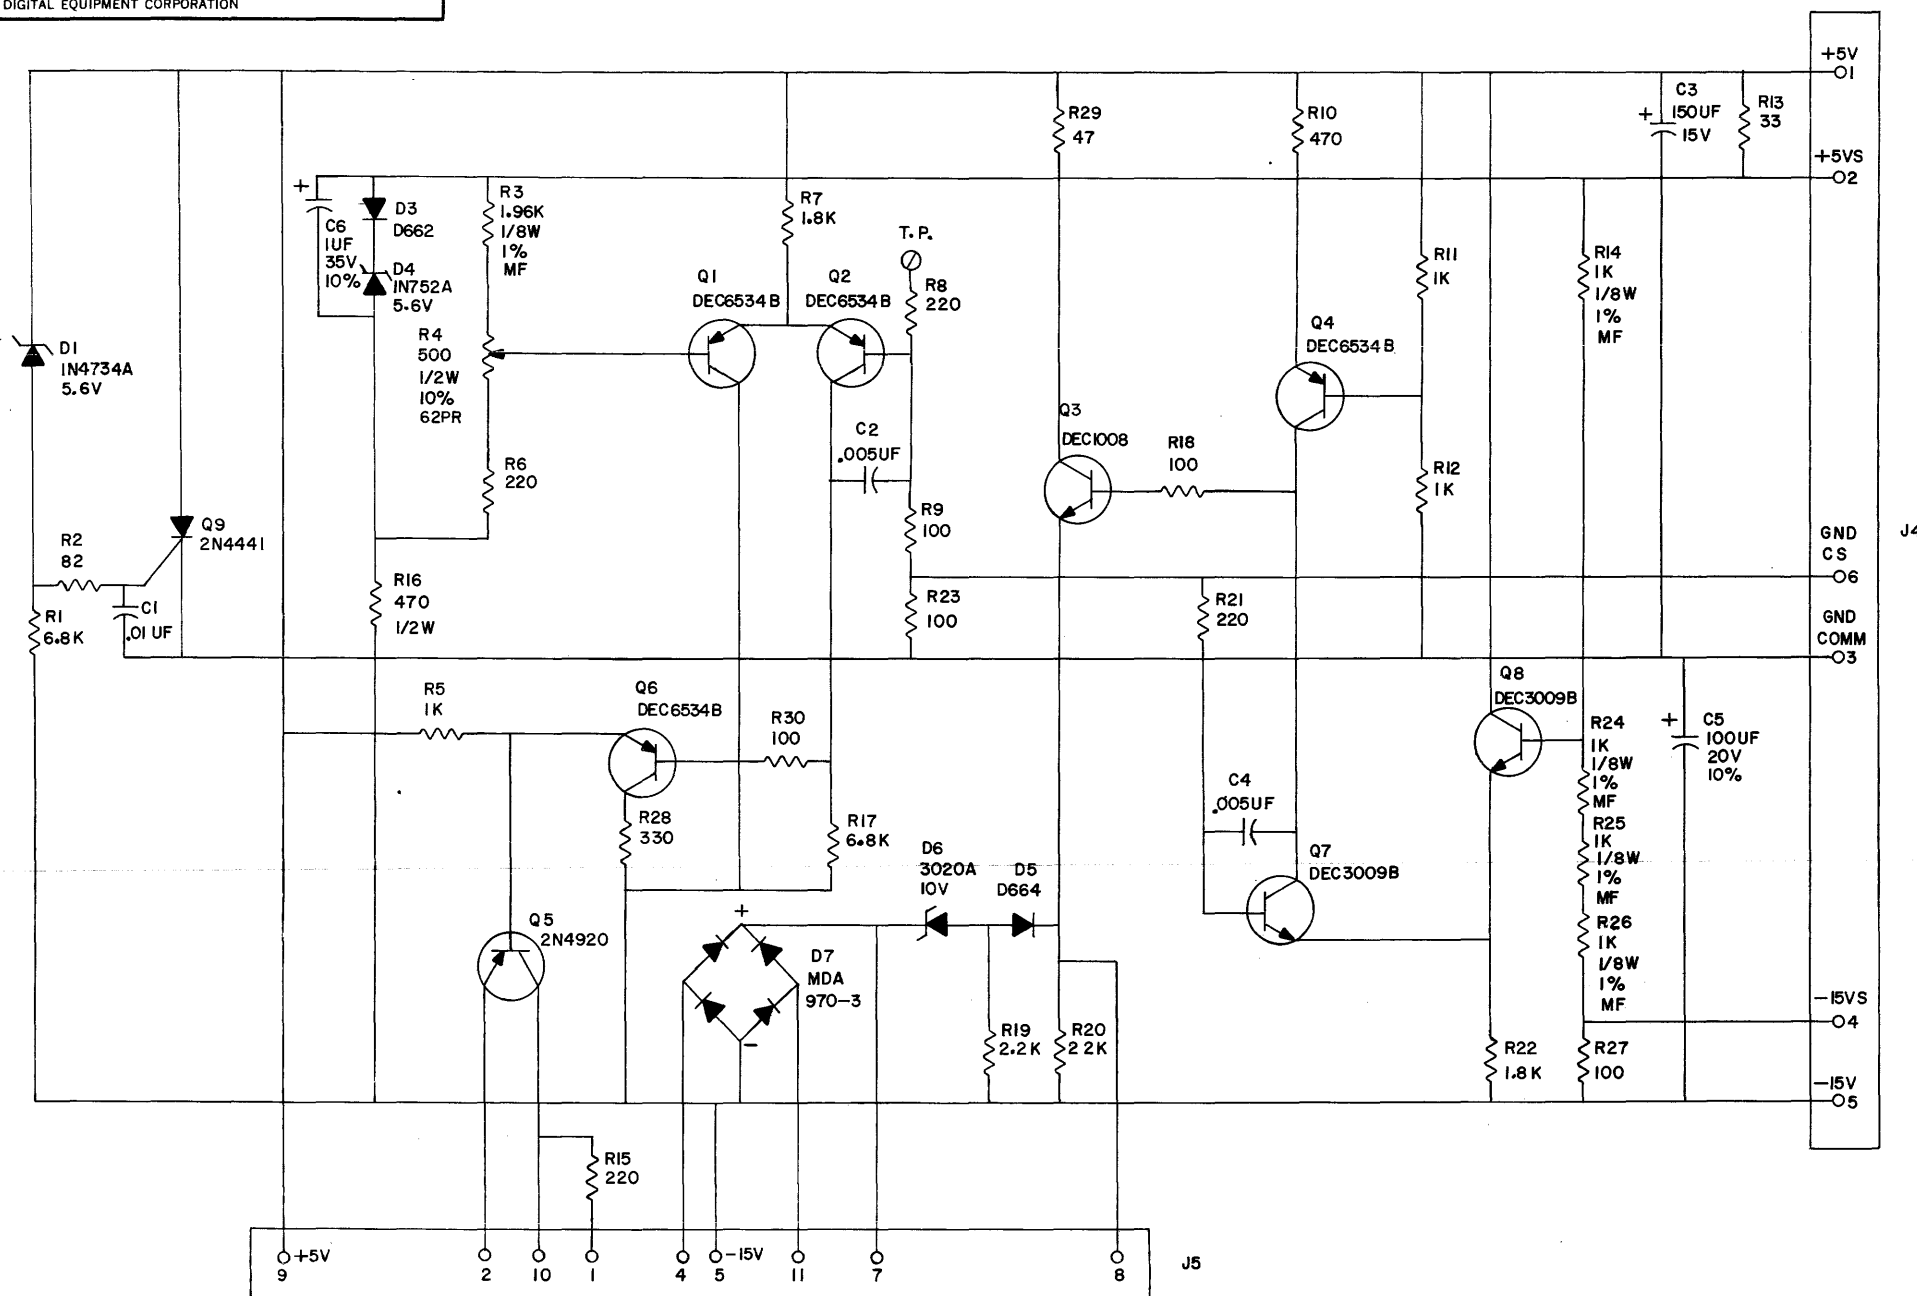 DIGITAL EQUIPMENT CORPORATION
+5V
1
C3
150UF
15V
+
R13
33
R29
47
R10
470
+5VS
2
+
C6
1UF
35V
10%
D3
D662
D4
1N752A
5.6V
R3
1.96K
1/8W
1%
MF
R7
1.8K
T.P.
R8
220
Q1
DEC6534B
Q2
DEC6534B
R11
1K
R14
1K
1/8W
1%
MF
D1
1N4734A
5.6V
R4
500
1/2W
10%
62PR
Q4
DEC6534B
C2
.005UF
Q3
DEC1008
R18
100
R12
1K
R6
220
R9
100
R2
82
Q9
2N4441
GND
CS
6
J4
R1
6.8K
C1
.01UF
R16
470
1/2W
R23
100
R21
220
GND
COMM
3
R5
1K
Q6
DEC6534B
R30
100
Q8
DEC3009B
R24
1K
1/8W
1%
MF
+
C5
100UF
20V
10%
C4
.005UF
R28
330
R17
6.8K
D6
3020A
10V
D5
D664
Q7
DEC3009B
R25
1K
1/8W
1%
MF
Q5
2N4920
+
D7
MDA
970-3
-
R26
1K
1/8W
1%
MF
-15VS
4
R19
2.2K
R20
2 2K
R22
1.8K
R27
100
-15V
5
R15
220
+5V
-15V
J5
9
2
10
1
4
5
11
7
8